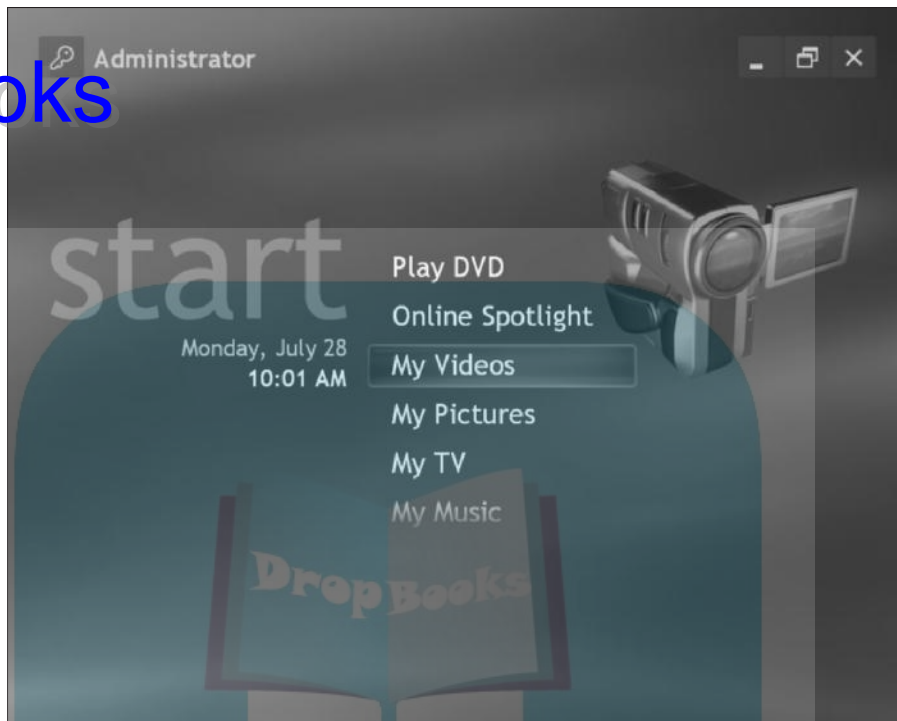 Administrator
oks
start
Monday, July 28
10:01 AM
Play DVD
Online Spotlight
My Videos
My Pictures
My TV
My Music
DropBooks